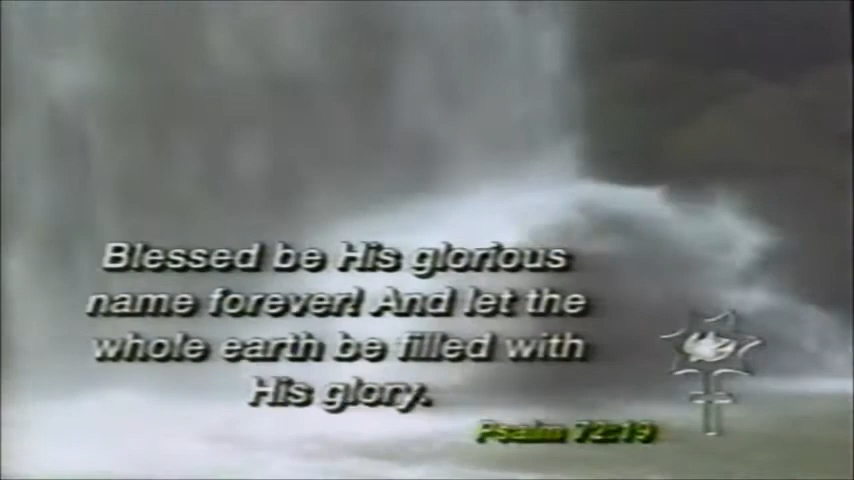 Blessed be His glorious
name forever! And let the
whole earth be filled with
His glory.
Psalm 72:19